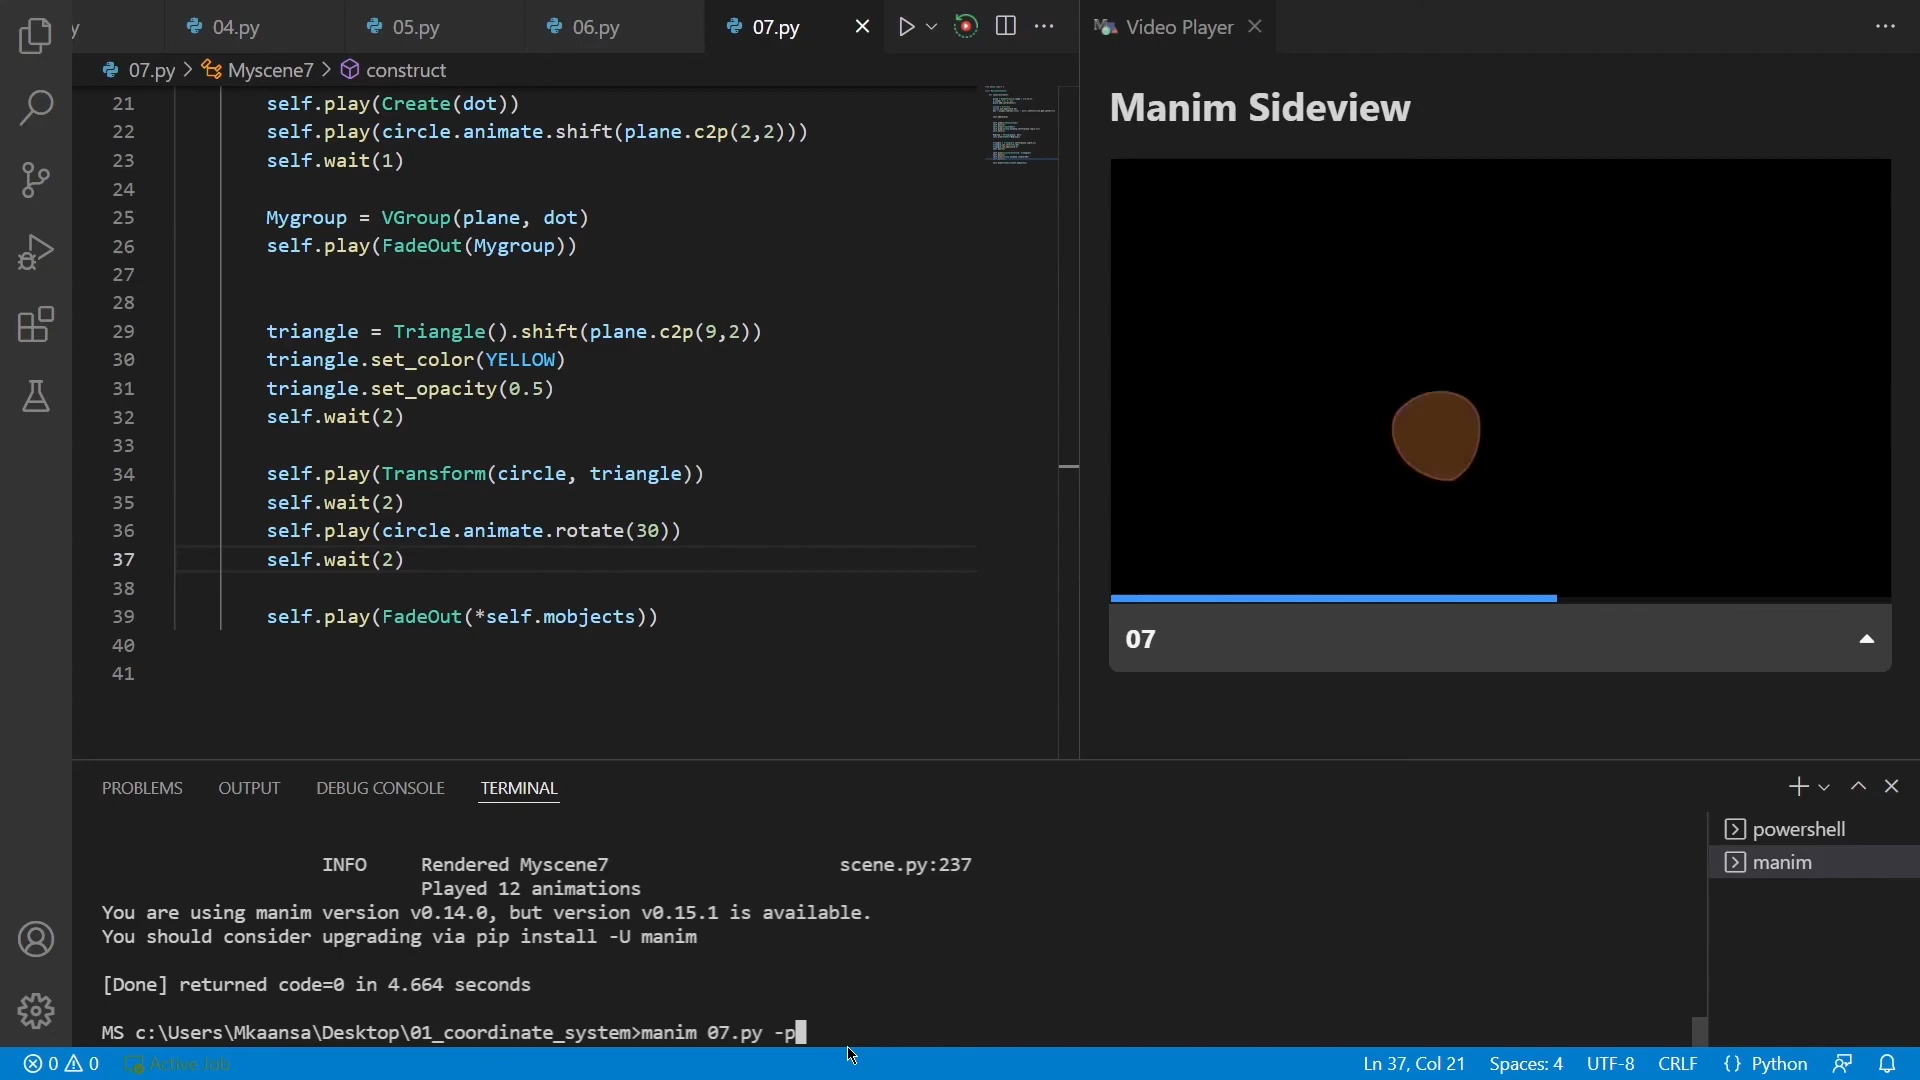 y 04.py 05.py 06.py 07.py
07.py > Myscene7 > construct
21 self.play(Create(dot))
22 self.play(circle.animate.shift(plane.c2p(2,2)))
23 self.wait(1)
24
25 Mygroup = VGroup(plane, dot)
26 self.play(FadeOut(Mygroup))
27
28
29 triangle = Triangle().shift(plane.c2p(9,2))
30 triangle.set_color(YELLOW)
31 triangle.set_opacity(0.5)
32 self.wait(2)
33
34 self.play(Transform(circle, triangle))
35 self.wait(2)
36 self.play(circle.animate.rotate(30))
37 self.wait(2)
38
39 self.play(FadeOut(*self.mobjects))
40
41
Video Player
Manim Sideview
07
PROBLEMS OUTPUT DEBUG CONSOLE TERMINAL
INFO Rendered Myscene7 scene.py:237
Played 12 animations
You are using manim version v0.14.0, but version v0.15.1 is available.
You should consider upgrading via pip install -U manim
[Done] returned code=0 in 4.664 seconds
MS c:\Users\Mkaansa\Desktop\01_coordinate_system>manim 07.py -p
powershell
manim
0 0 Active Job Ln 37, Col 21 Spaces: 4 UTF-8 CRLF {} Python